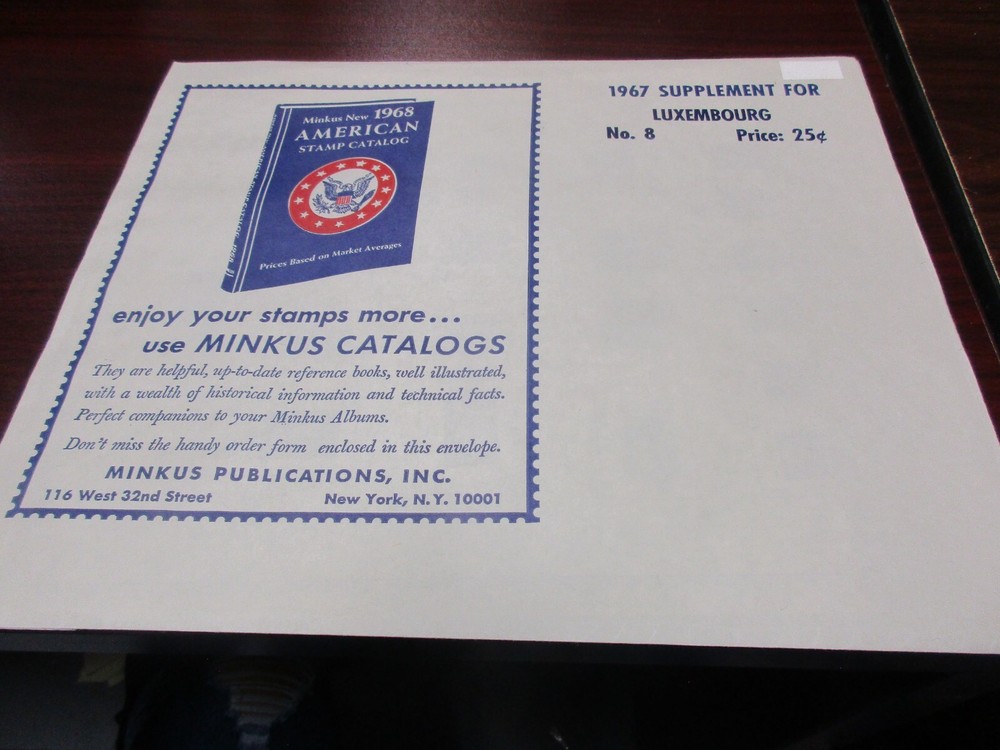 Minkus New 1968
AMERICAN
STAMP CATALOG
Prices Based on Market Averages
enjoy your stamps more...
use MINKUS CATALOGS
They are helpful, up-to-date reference books, well illustrated,
with a wealth of historical information and technical facts.
Perfect companions to your Minkus Albums.
Don't miss the handy order form enclosed in this envelope.
MINKUS PUBLICATIONS, INC.
116 West 32nd Street New York, N.Y. 10001
1967 SUPPLEMENT FOR
LUXEMBOURG
No. 8 Price: 25¢